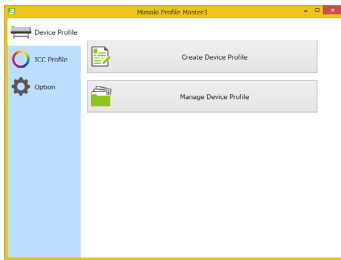 Mimaki Profile Master3
Device Profile
ICC Profile
Option
Create Device Profile
Manage Device Profile